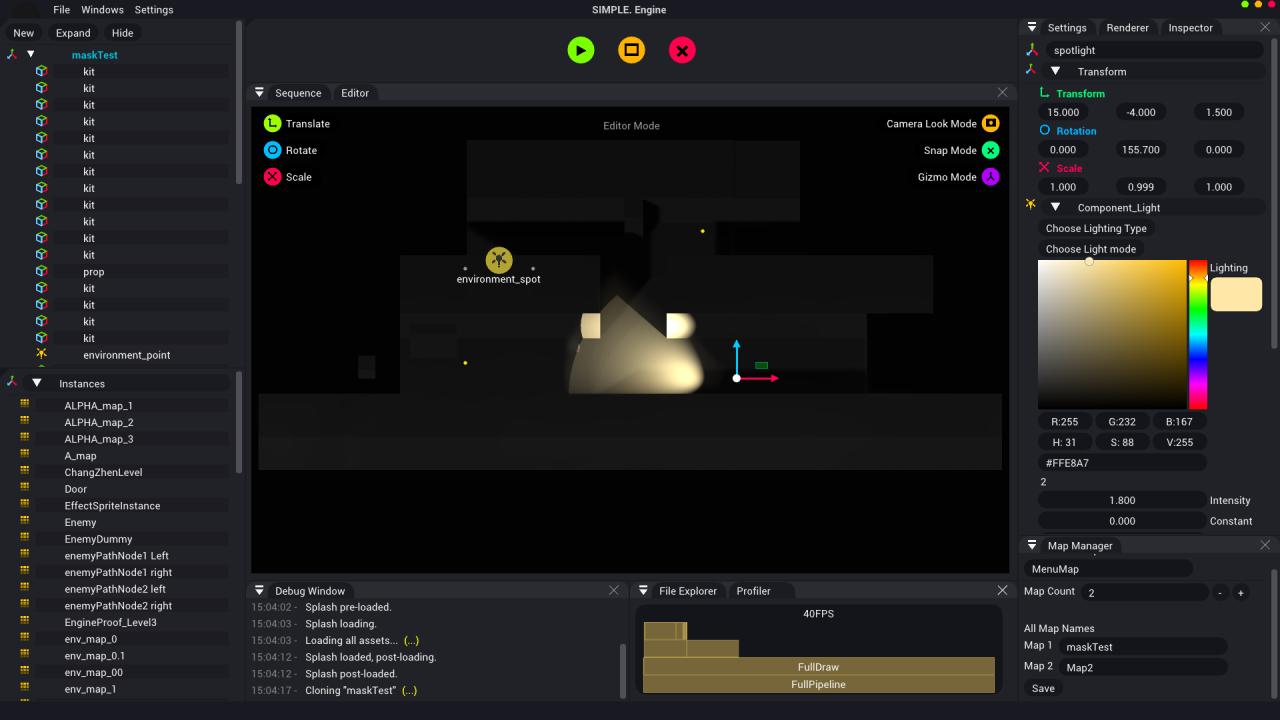 File Windows Settings
SIMPLE. Engine
New Expand Hide
maskTest
kit
kit
kit
kit
kit
kit
kit
kit
kit
kit
kit
kit
prop
kit
kit
kit
kit
environment_point
Instances
ALPHA_map_1
ALPHA_map_2
ALPHA_map_3
A_map
ChangZhenLevel
Door
EffectSpriteInstance
Enemy
EnemyDummy
enemyPathNode1 Left
enemyPathNode1 right
enemyPathNode2 left
enemyPathNode2 right
EngineProof_Level3
env_map_0
env_map_0.1
env_map_00
env_map_1
Sequence Editor
Translate
Rotate
Scale
Editor Mode
Camera Look Mode
Snap Mode
Gizmo Mode
environment_spot
Debug Window
15:04:02 - Splash pre-loaded.
15:04:03 - Splash loading.
15:04:03 - Loading all assets... (...)
15:04:12 - Splash loaded, post-loading.
15:04:12 - Splash post-loaded.
15:04:17 - Cloning "maskTest" (...)
File Explorer Profiler
40FPS
FullDraw
FullPipeline
Settings Renderer Inspector
spotlight
Transform
Transform
15.000 -4.000 1.500
Rotation
0.000 155.700 0.000
Scale
1.000 0.999 1.000
Component_Light
Choose Lighting Type
Choose Light mode
Lighting
R:255 G:232 B:167
H: 31 S: 88 V:255
#FFE8A7
2
1.800 Intensity
0.000 Constant
Map Manager
MenuMap
Map Count 2 - +
All Map Names
Map 1 maskTest
Map 2 Map2
Save